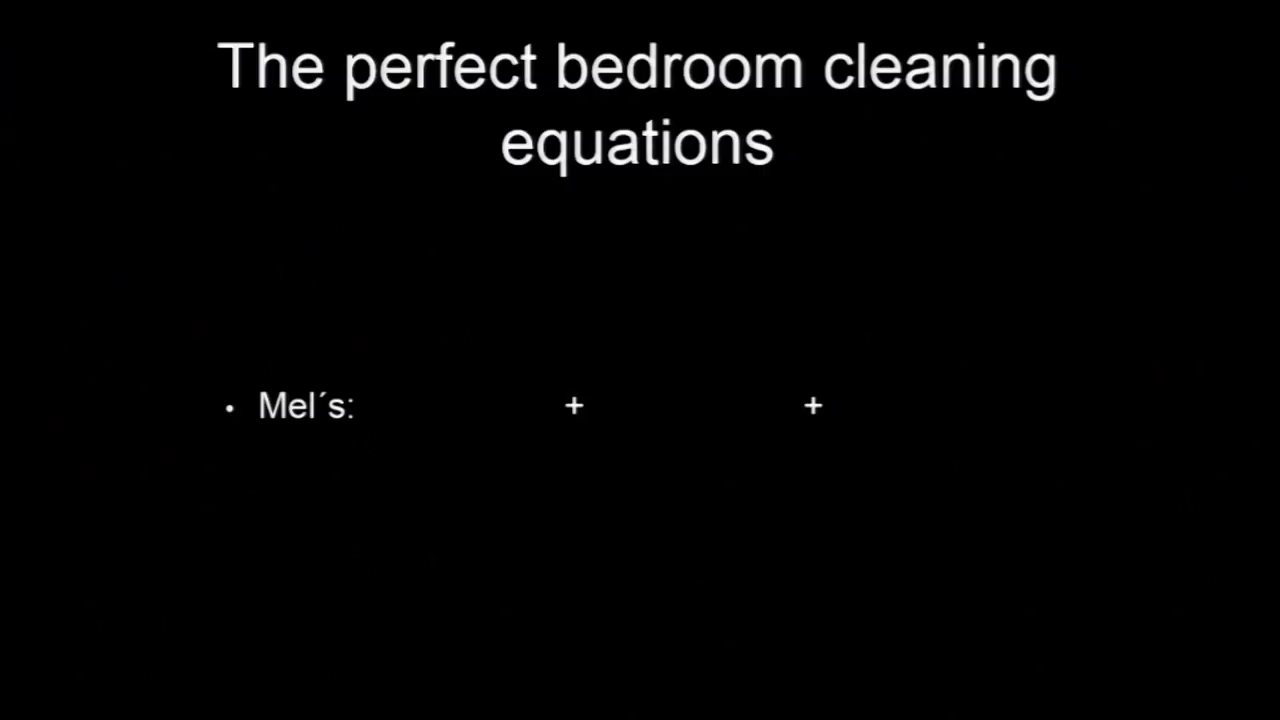 The perfect bedroom cleaning
equations
• Mel´s: + +